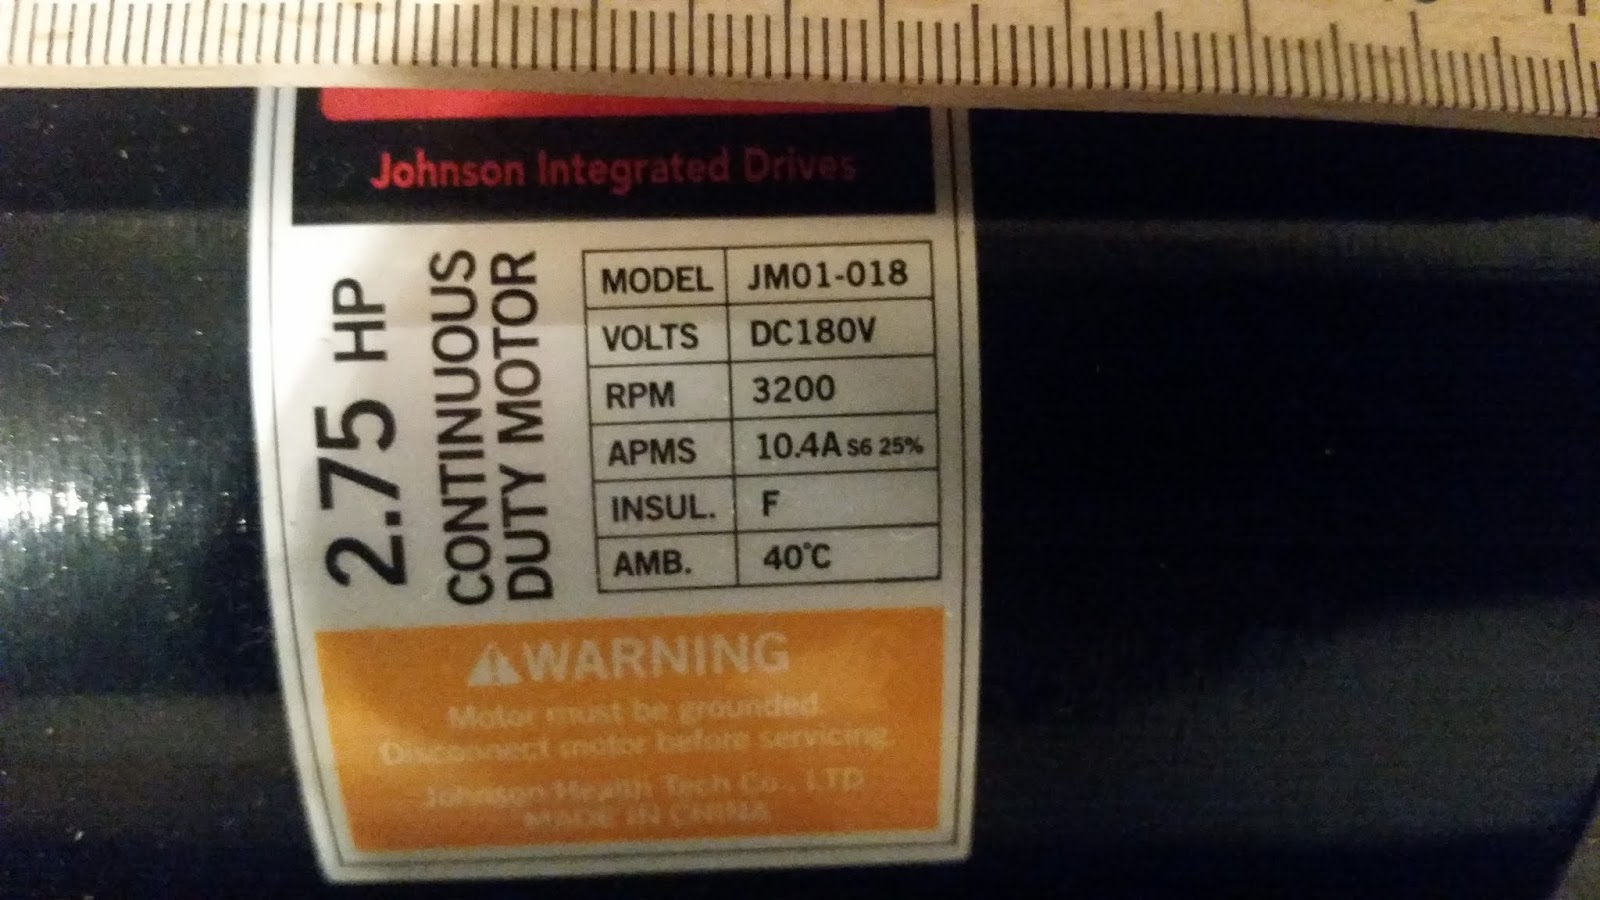 Johnson Integrated Drives
2.75 HP
CONTINUOUS
DUTY MOTOR
MODEL JM01-018
VOLTS DC180V
RPM 3200
APMS 10.4A S6 25%
INSUL. F
AMB. 40°C
WARNING
Motor must be grounded.
Disconnect motor before servicing.
Johnson Health Tech Co., LTD
MADE IN CHINA